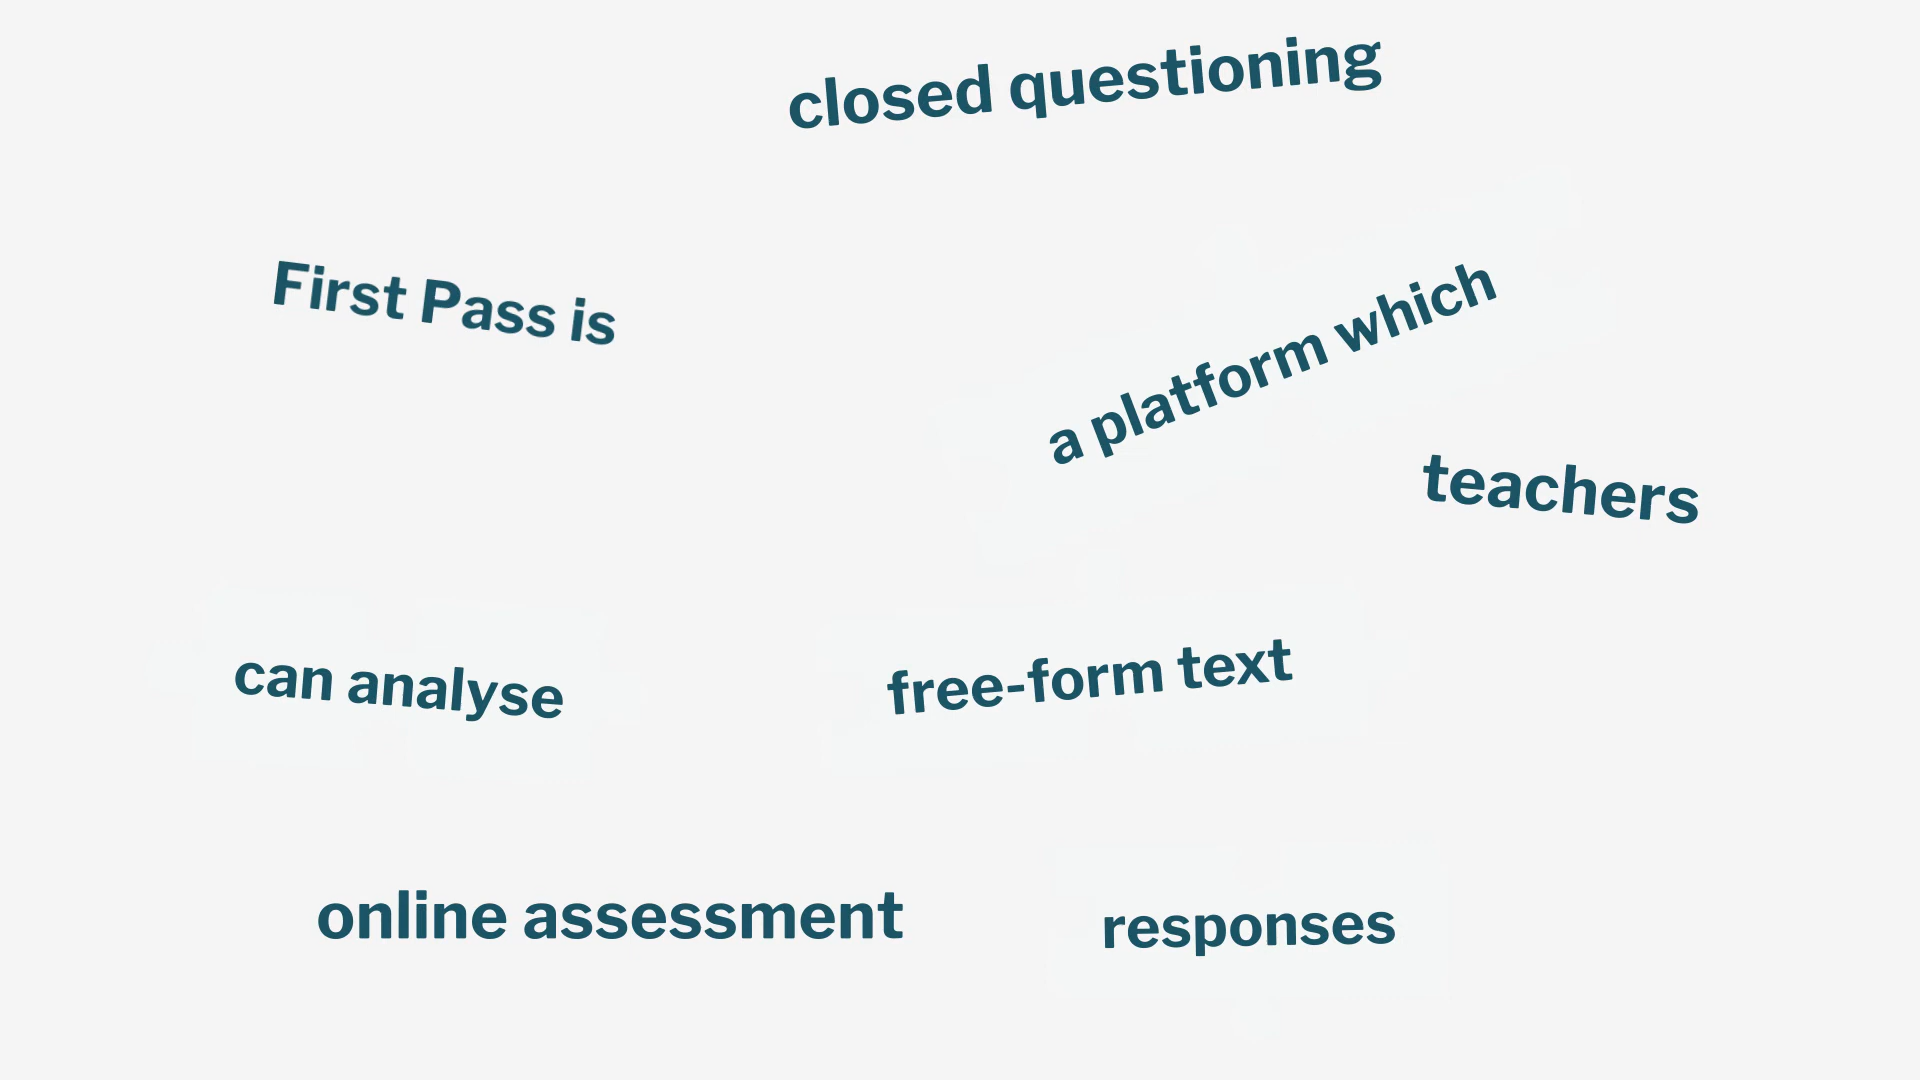 closed questioning
First Pass is
a platform which
teachers
can analyse
free-form text
online assessment
responses